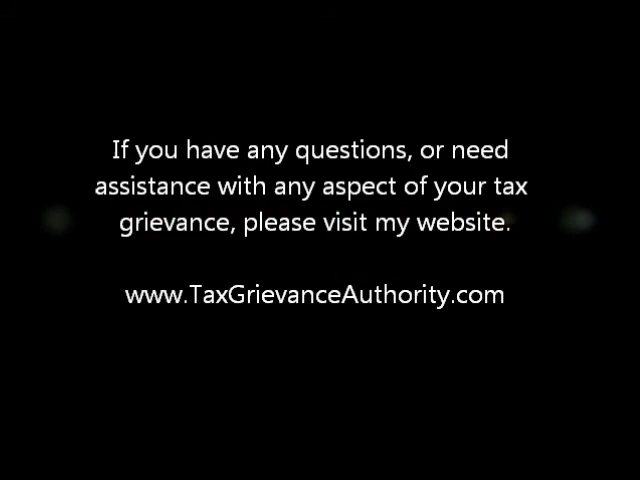 If you have any questions, or need
assistance with any aspect of your tax
grievance, please visit my website.
www.TaxGrievanceAuthority.com